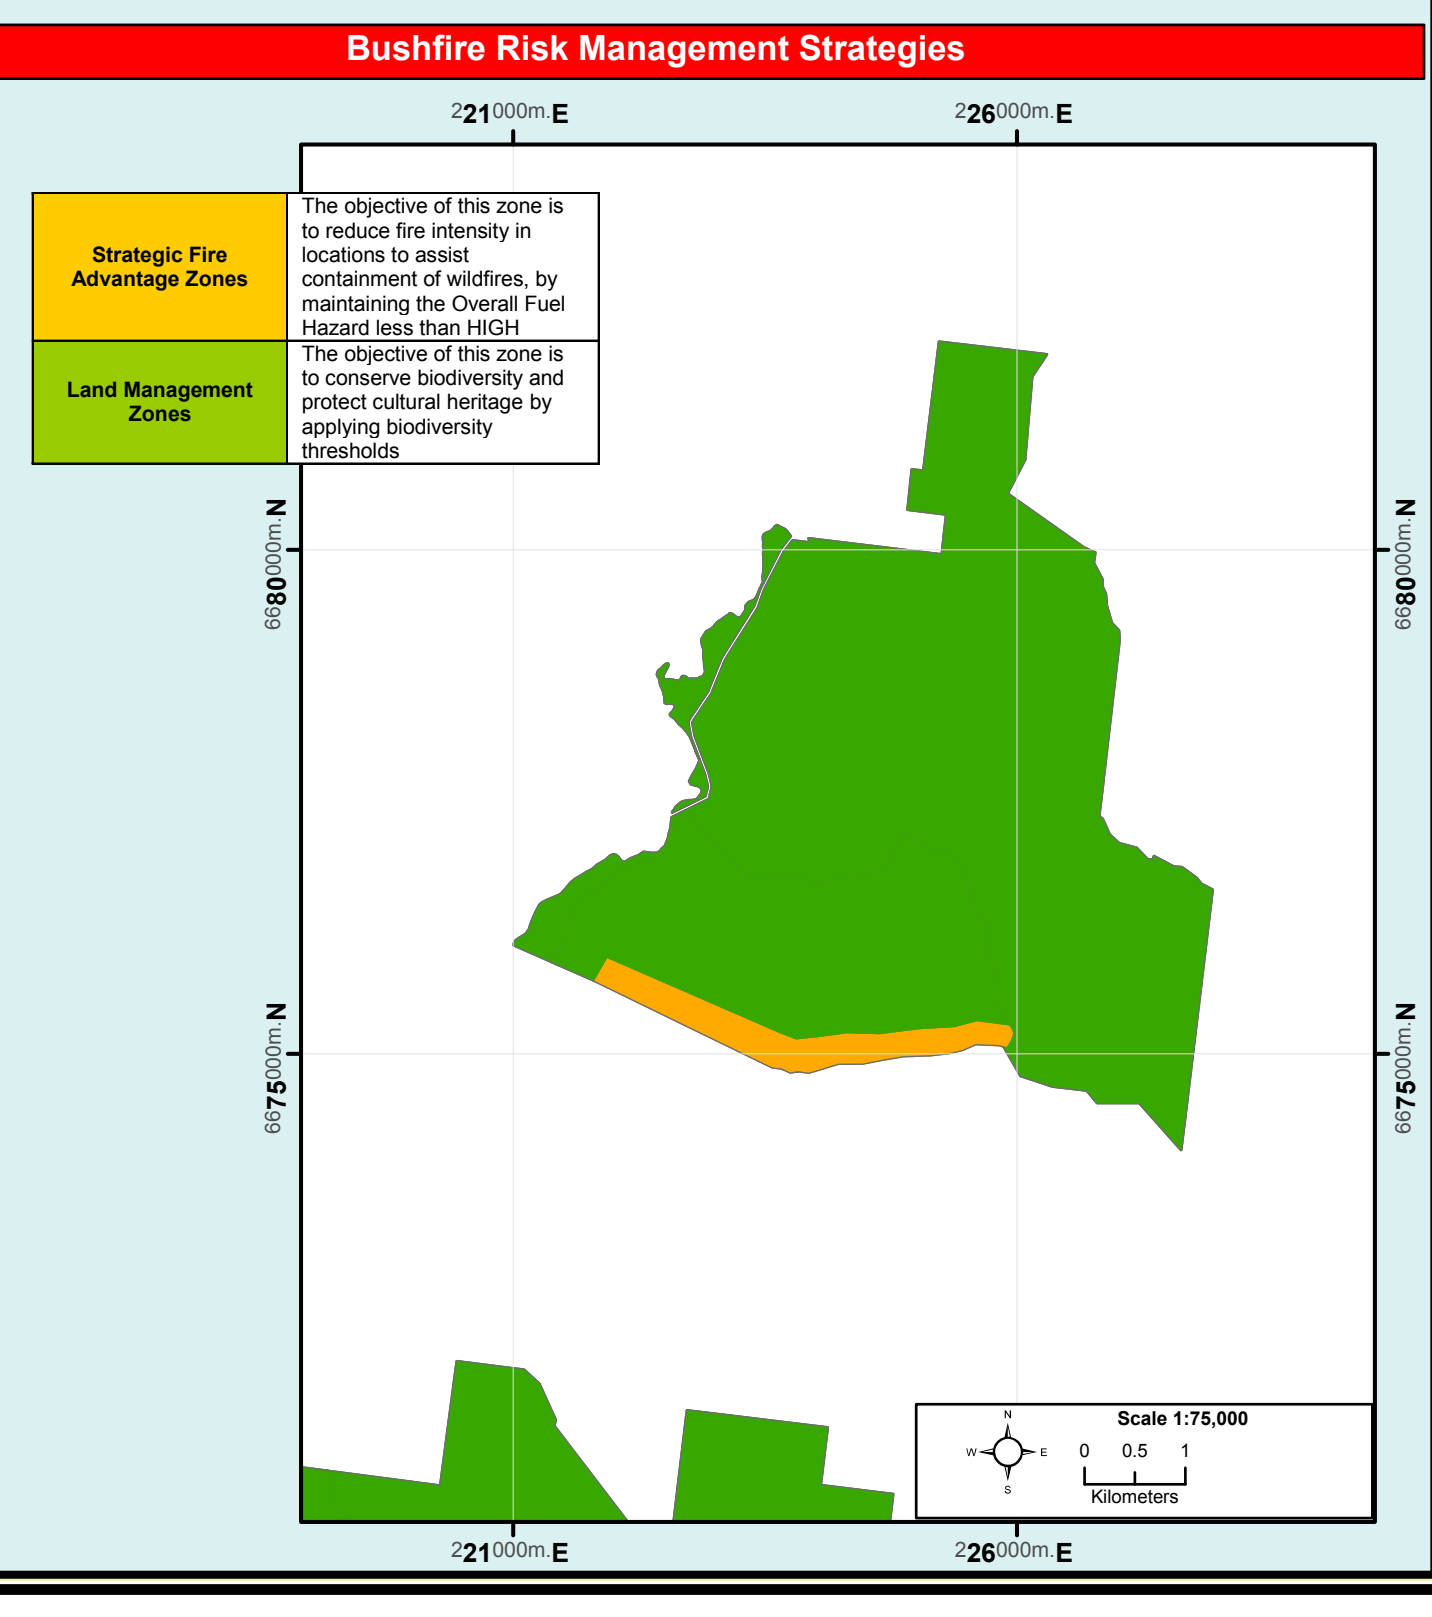 Bushfire Risk Management Strategies
221000m.E
226000m.E
Strategic Fire
Advantage Zones
The objective of this zone is
to reduce fire intensity in
locations to assist
containment of wildfires, by
maintaining the Overall Fuel
Hazard less than HIGH
Land Management
Zones
The objective of this zone is
to conserve biodiversity and
protect cultural heritage by
applying biodiversity
thresholds
6680000m.N
6680000m.N
6675000m.N
6675000m.N
N
W
E
S
Scale 1:75,000
0 0.5 1
Kilometers
221000m.E
226000m.E